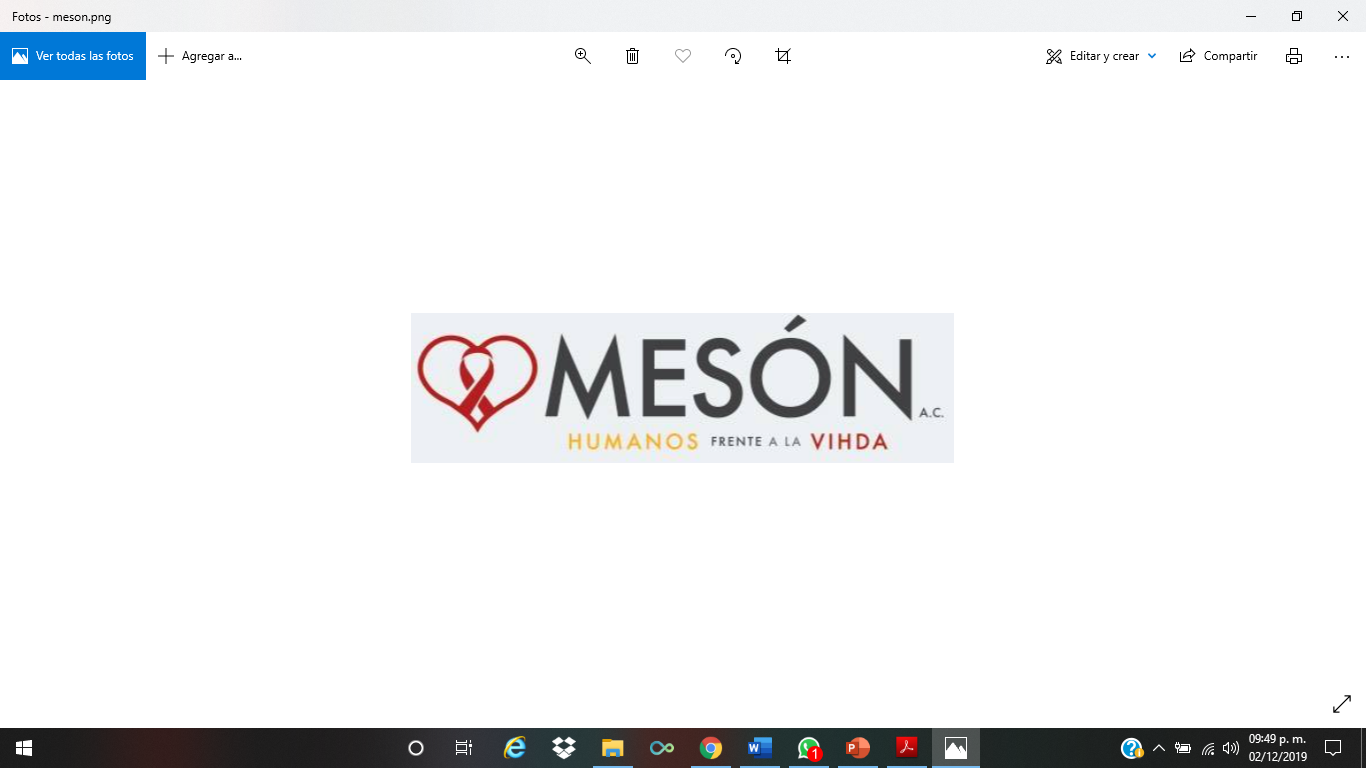 Fotos - meson.png
Ver todas las fotos
Agregar a...
Editar y crear
Compartir
MESÓN A.C.
HUMANOS FRENTE A LA VIHDA
1
09:49 p. m.
02/12/2019